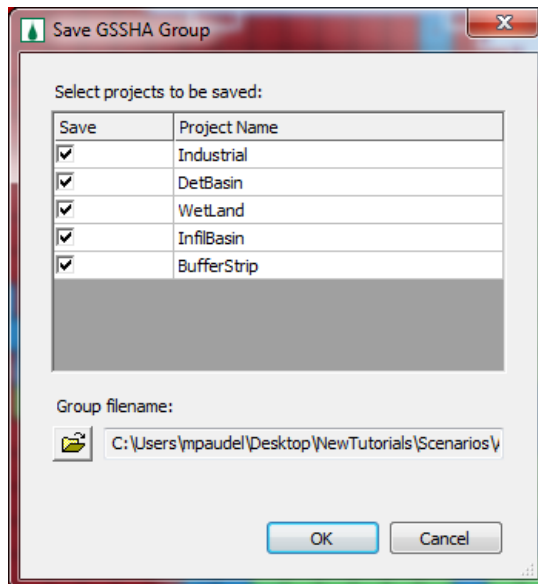 Save GSSHA Group
Select projects to be saved:
Save Project Name
Industrial
DetBasin
WetLand
InfilBasin
BufferStrip
Group filename:
C:\Users\mpaudel\Desktop\NewTutorials\Scenarios\
OK Cancel